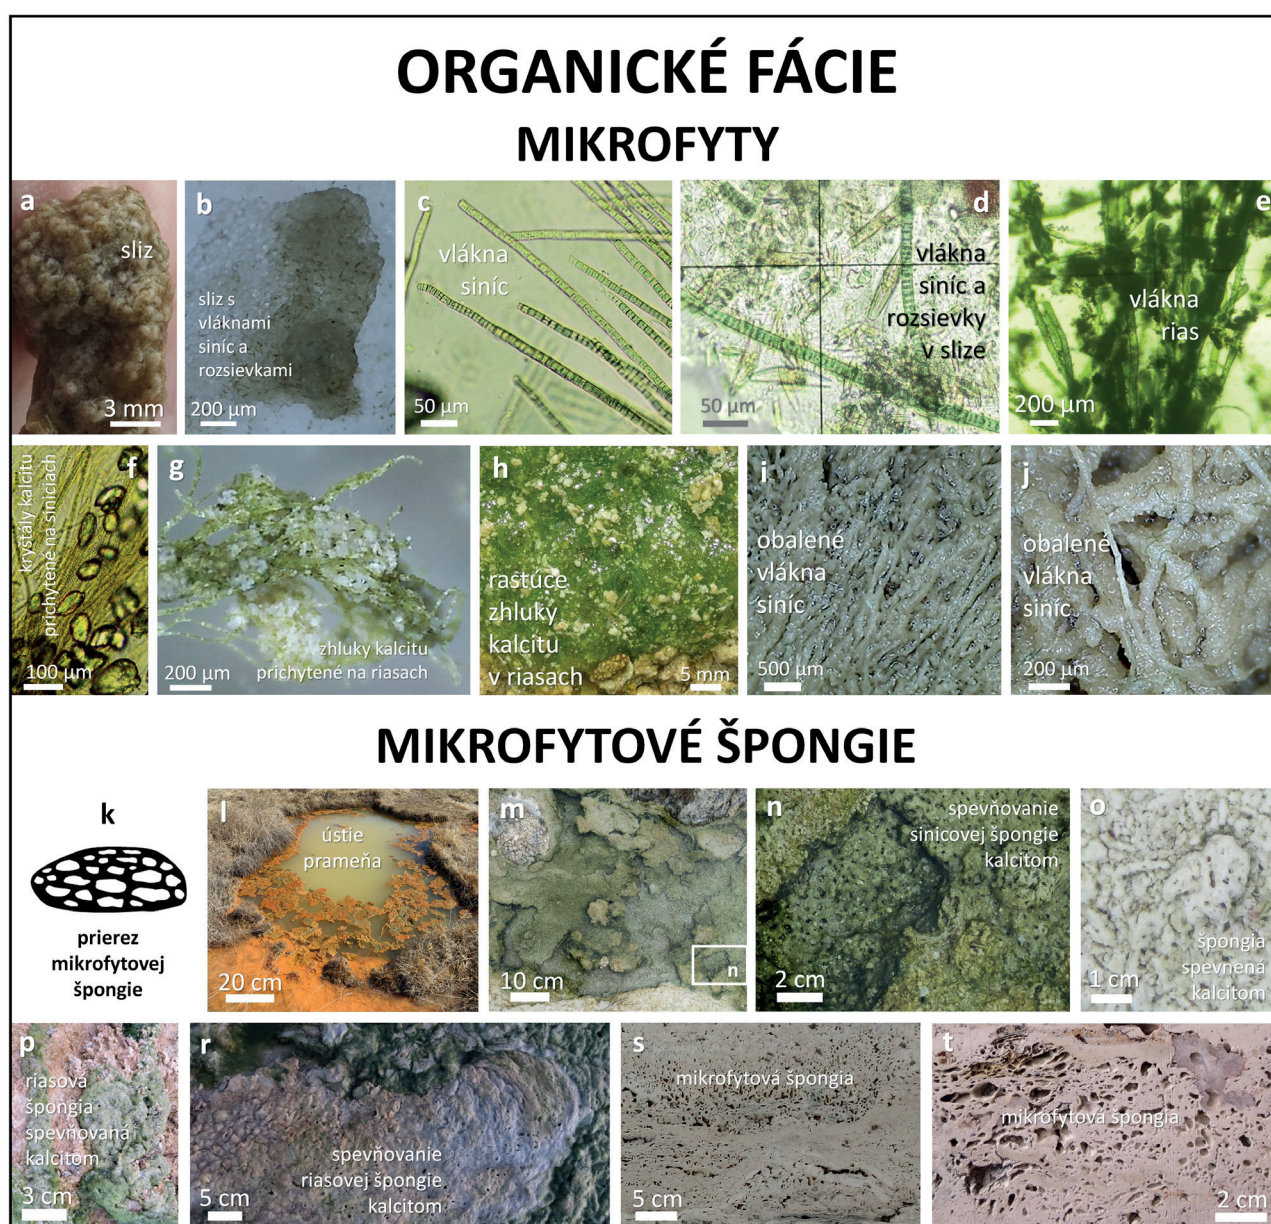 ORGANICKÉ FÁCIE
MIKROFYTY
a
sliz
3 mm
b
sliz s
vláknami
siníc a
rozsievkami
200 µm
c
vlákna
siníc
50 µm
d
vlákna
siníc a
rozsievky
v slize
50 µm
e
vlákna
rias
200 µm
f
kryštály kalcitu
prichytené na siniciach
100 µm
g
zhluky kalcitu
prichytené na riasach
200 µm
h
rastúce
zhluky
kalcitu
v riasach
5 mm
i
obalené
vlákna
siníc
500 µm
j
obalené
vlákna
siníc
200 µm
MIKROFYTOVÉ ŠPONGIE
k
prierez
mikrofytovej
špongie
l
ústie
prameňa
20 cm
m
10 cm
n
n
spevňovanie
sinicovej špongie
kalcitom
2 cm
o
špongia
spevnená
kalcitom
1 cm
p
riasová
špongia
spevňovaná
kalcitom
3 cm
r
spevňovanie
riasovej špongie
kalcitom
5 cm
s
mikrofytová špongia
5 cm
t
mikrofytová špongia
2 cm